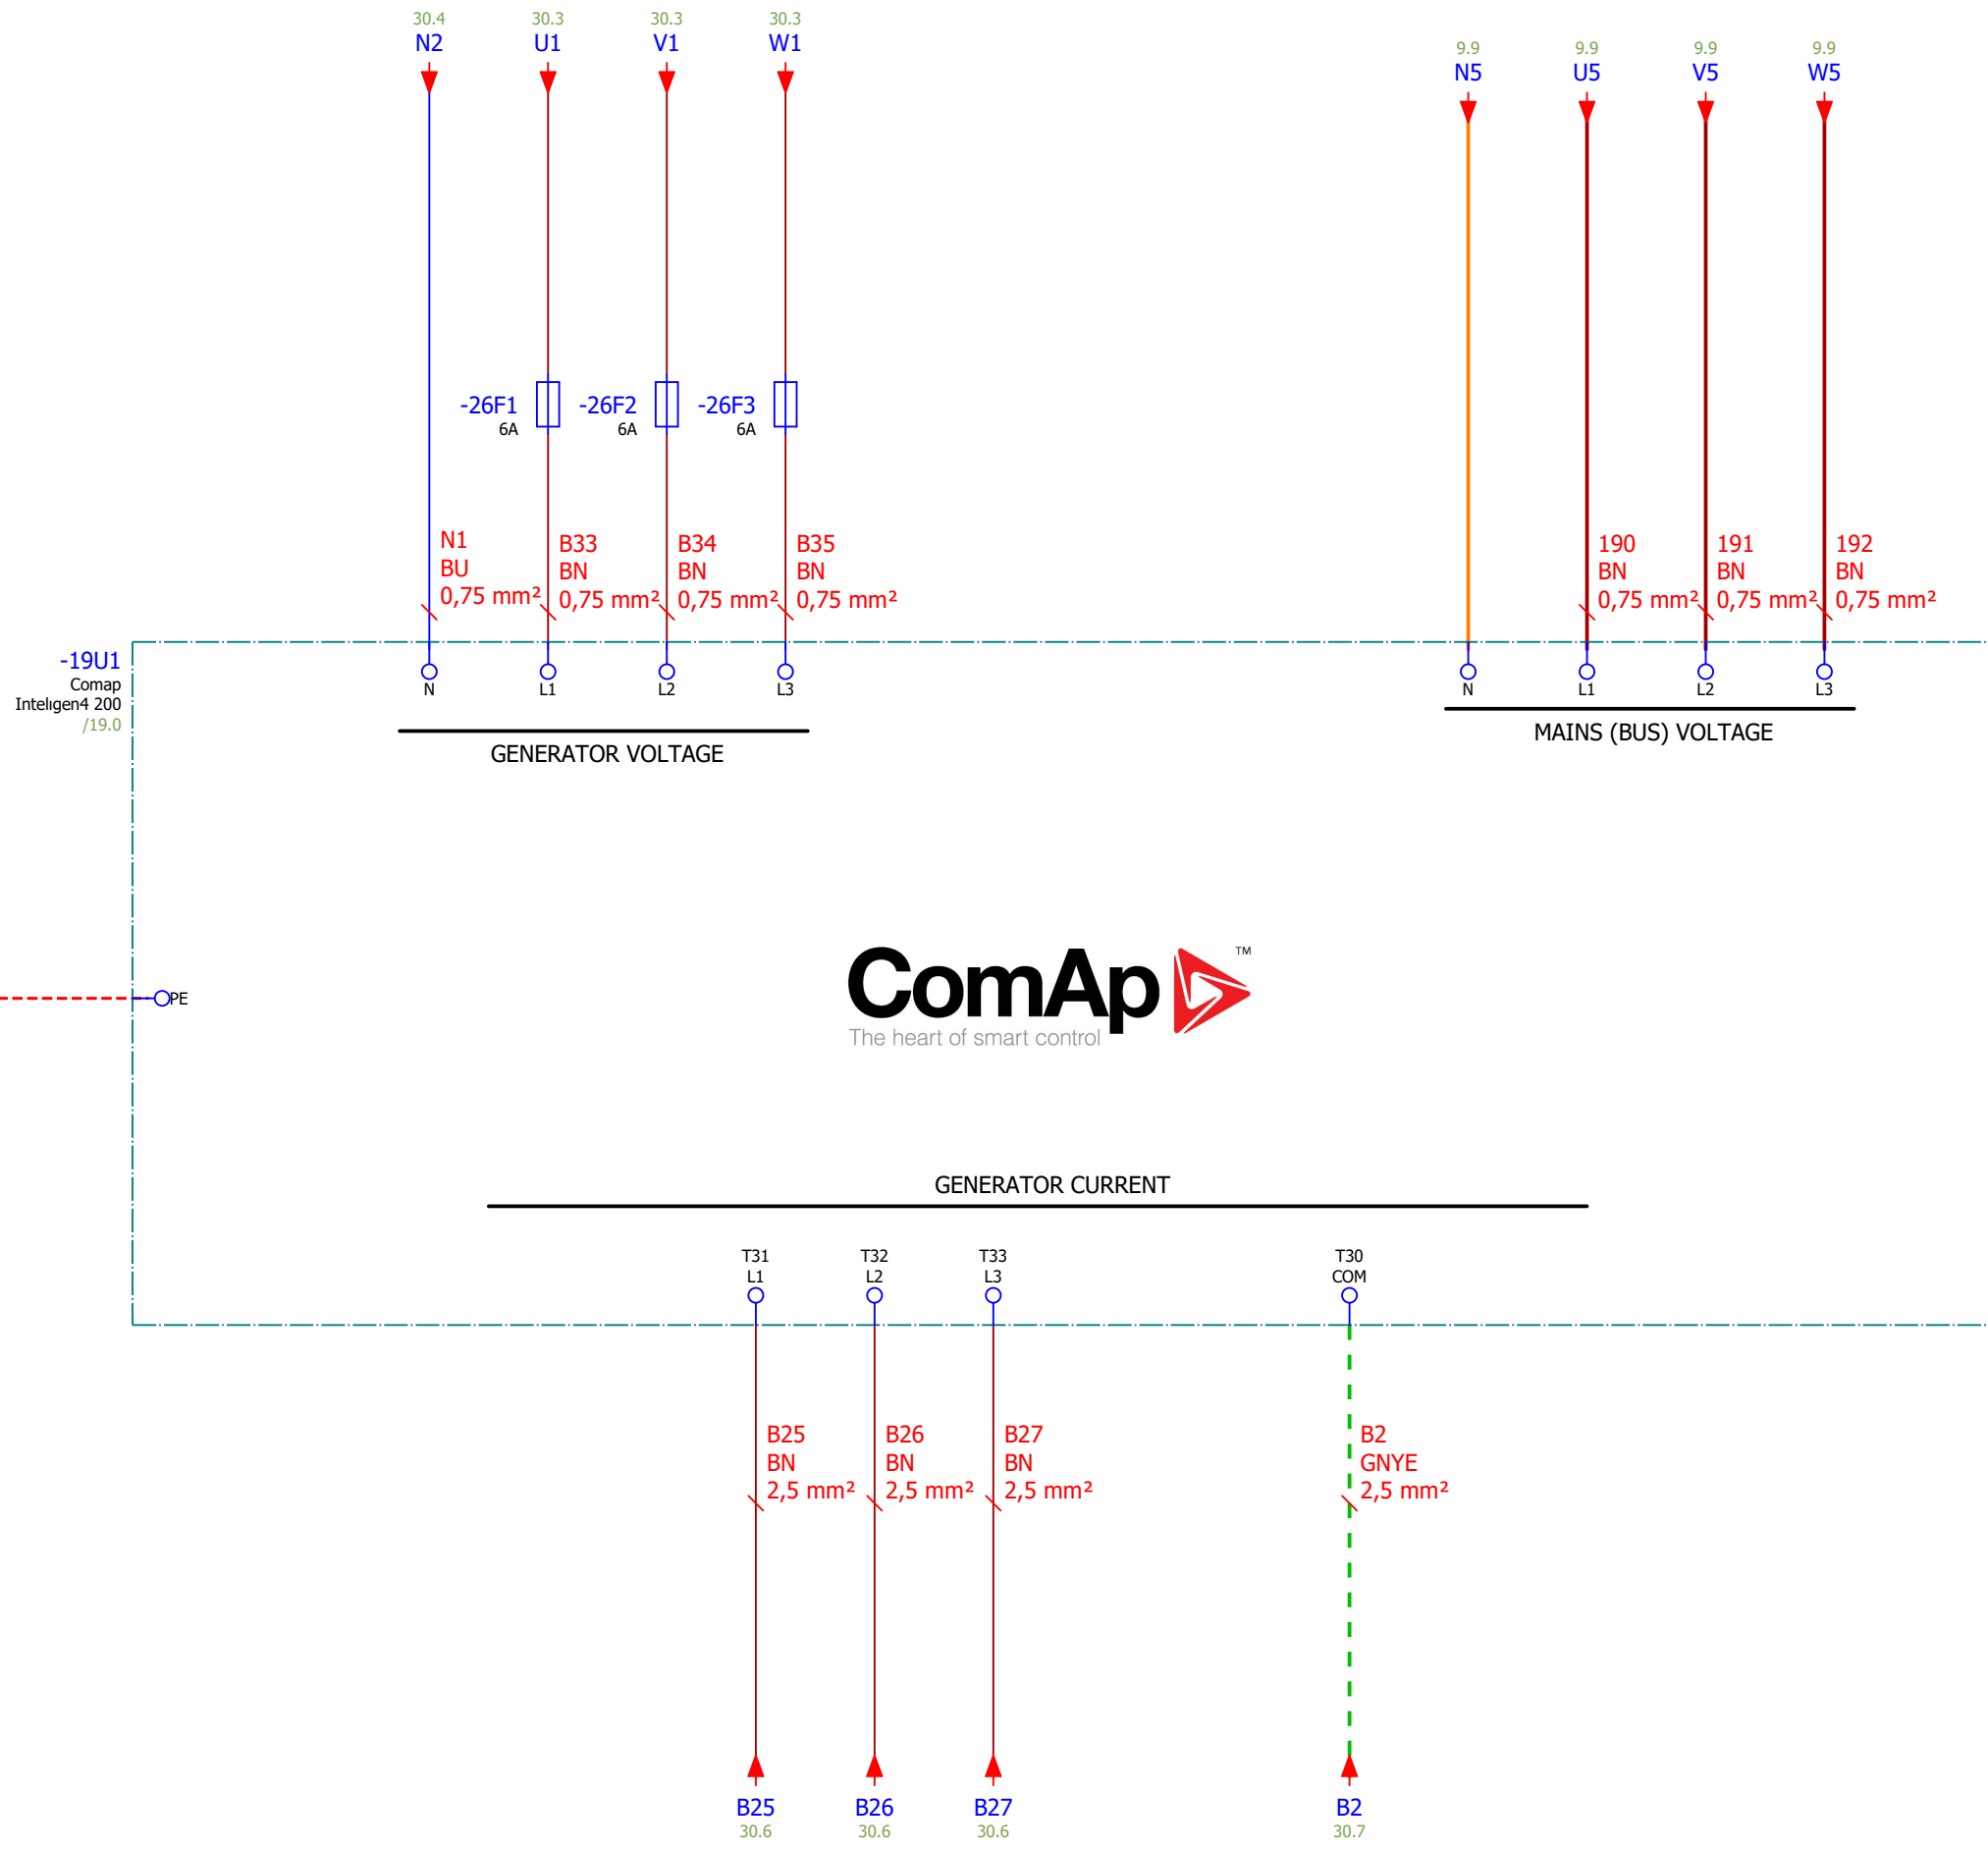 30.4 30.3 30.3 30.3
N2 U1 V1 W1
9.9 9.9 9.9 9.9
N5 U5 V5 W5
-26F1 -26F2 -26F3
6A 6A 6A
N1 B33 B34 B35
BU BN BN BN
0,75 mm² 0,75 mm² 0,75 mm² 0,75 mm²
190 191 192
BN BN BN
0,75 mm² 0,75 mm² 0,75 mm²
-19U1
Comap
Inteligen4 200
/19.0
N L1 L2 L3
GENERATOR VOLTAGE
N L1 L2 L3
MAINS (BUS) VOLTAGE
PE
ComAp ™
The heart of smart control
GENERATOR CURRENT
T31 T32 T33 T30
L1 L2 L3 COM
B25 B26 B27 B2
BN BN BN GNYE
2,5 mm² 2,5 mm² 2,5 mm² 2,5 mm²
B25 B26 B27 B2
30.6 30.6 30.6 30.7